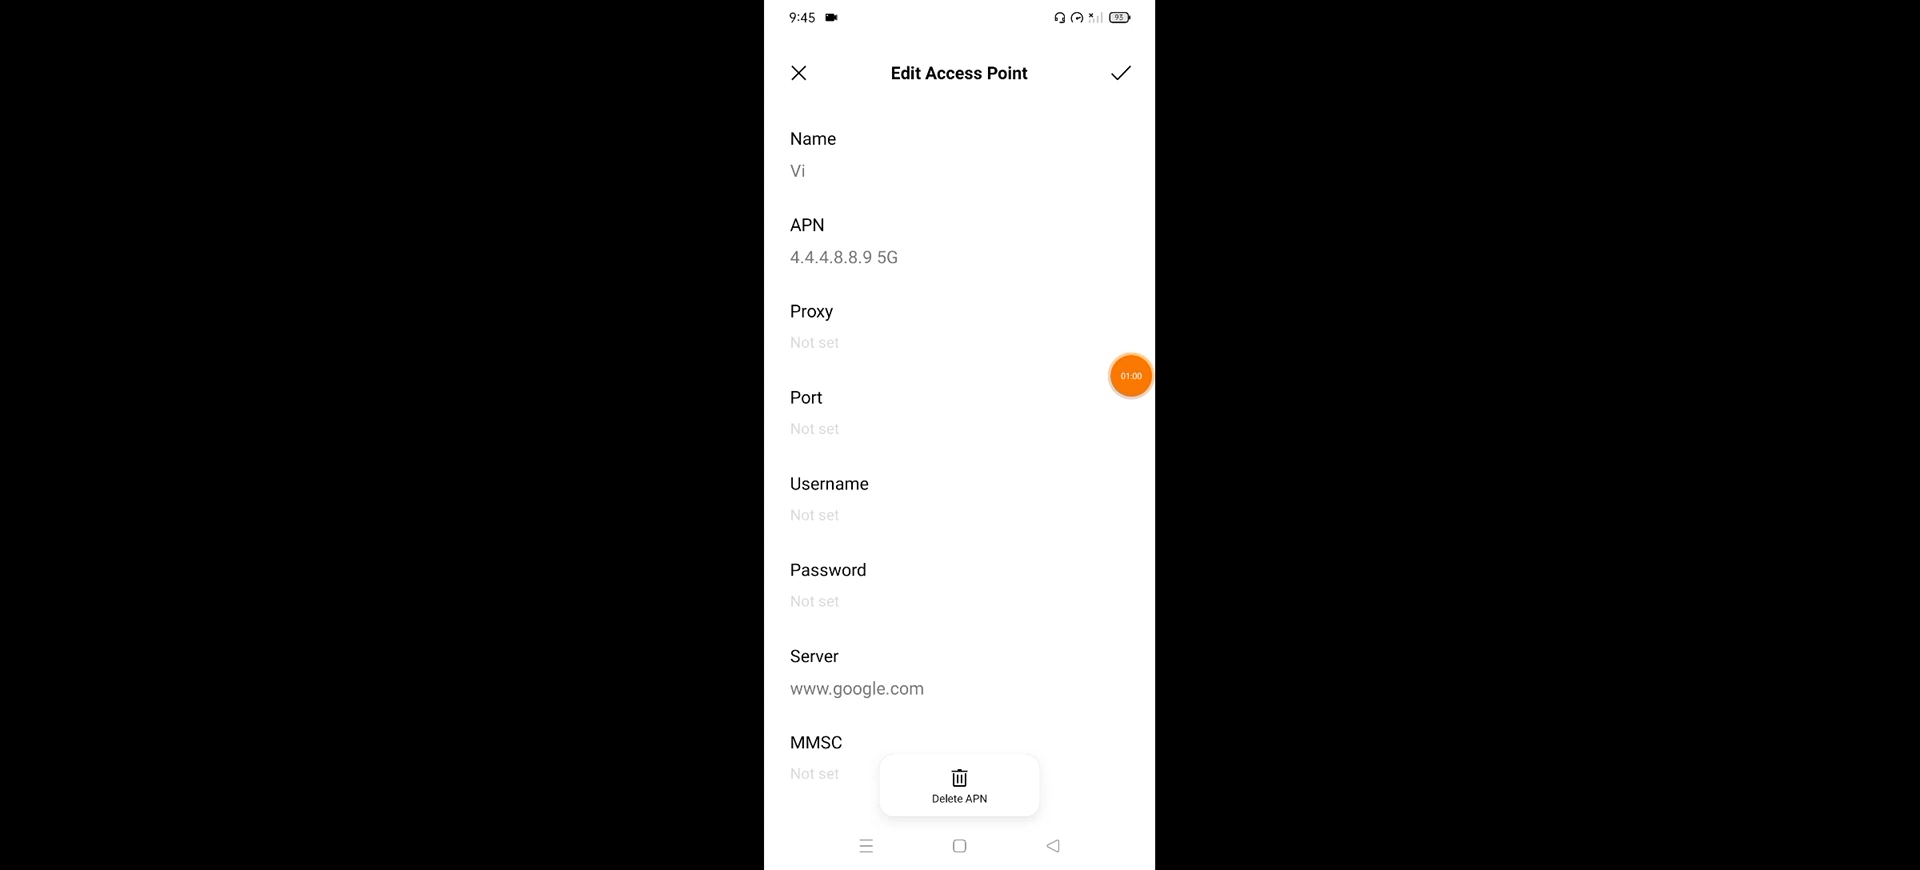 9:45
93
Edit Access Point
Name
Vi
APN
4.4.4.8.8.9 5G
Proxy
Not set
Port
Not set
01:00
Username
Not set
Password
Not set
Server
www.google.com
MMSC
Not set
Delete APN